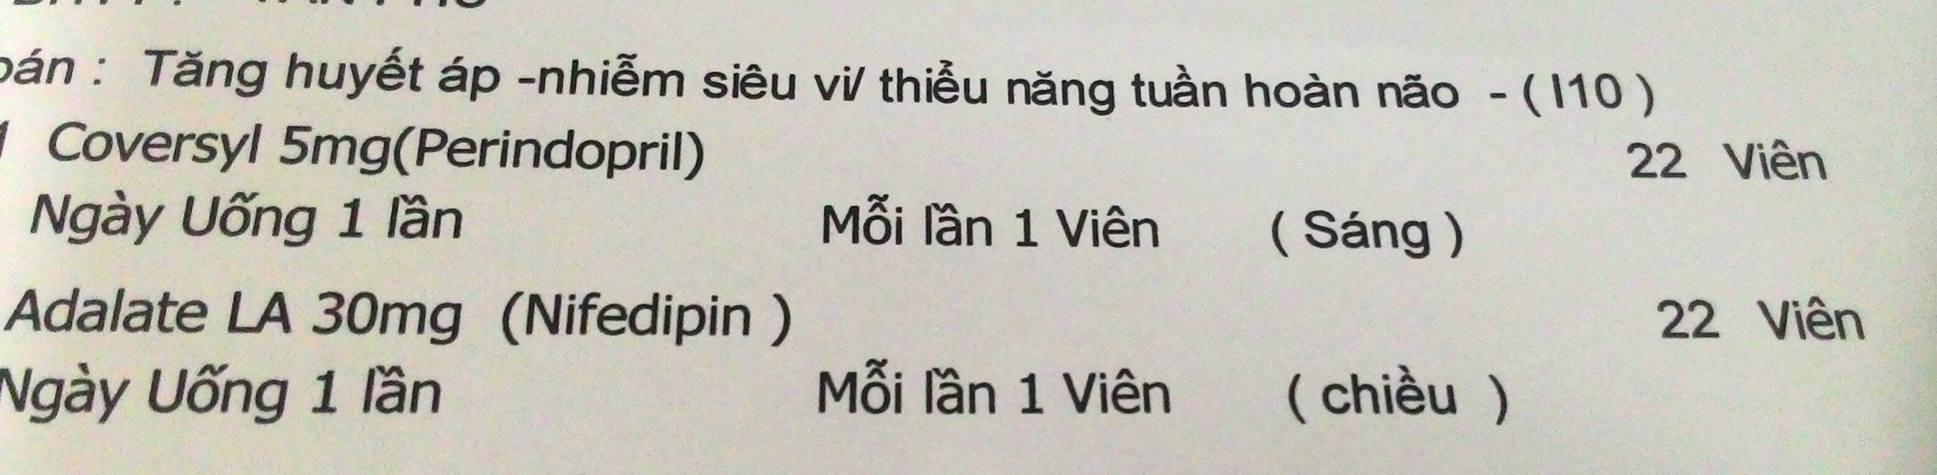 : Tăng huyết áp -nhiễm siêu vi/ thiểu năng tuần hoàn não - ( I10 )
1 Coversyl 5mg(Perindopril) 22 Viên
Ngày Uống 1 lần Mỗi lần 1 Viên ( Sáng )
Adalate LA 30mg (Nifedipin ) 22 Viên
Ngày Uống 1 lần Mỗi lần 1 Viên ( chiều )